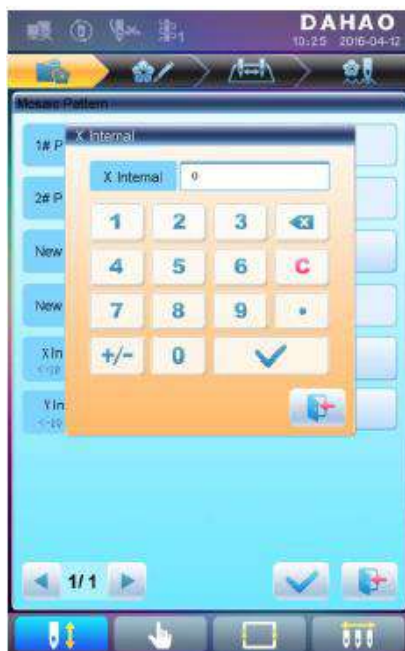 DAHAO
10:25 2016-04-12
Mosaic Pattern
X Internal
1# P
X Internal 0
2# P
1 2 3
New
4 5 6 C
New
7 8 9 .
X In
+/- 0
Y In
1/1